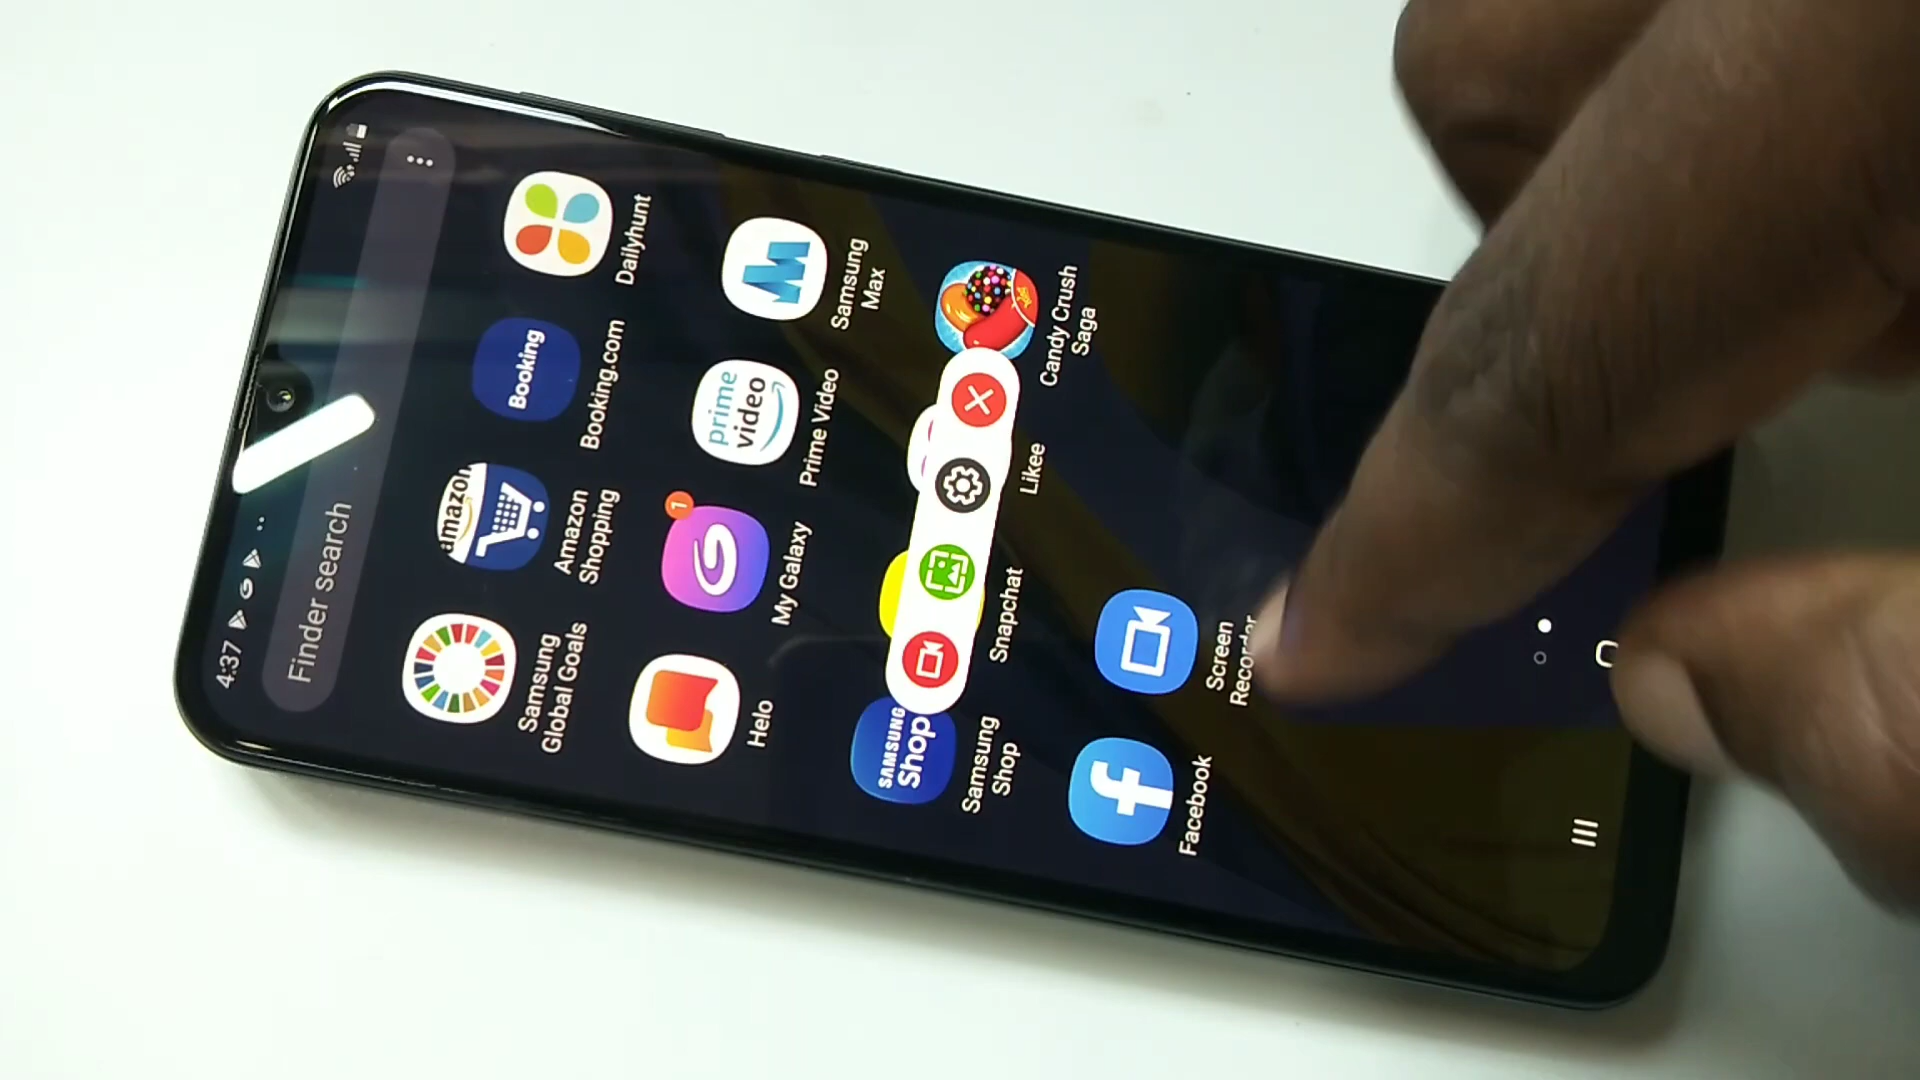 4:37
Finder search
Samsung
Global Goals
amazon
Amazon
Shopping
Booking
Booking.com
Dailyhunt
Helo
1
My Galaxy
prime
video
Prime Video
Samsung
Max
SAMSUNG
Shop
Samsung
Shop
Snapchat
Likee
Candy Crush
Saga
Facebook
Screen
Recorder